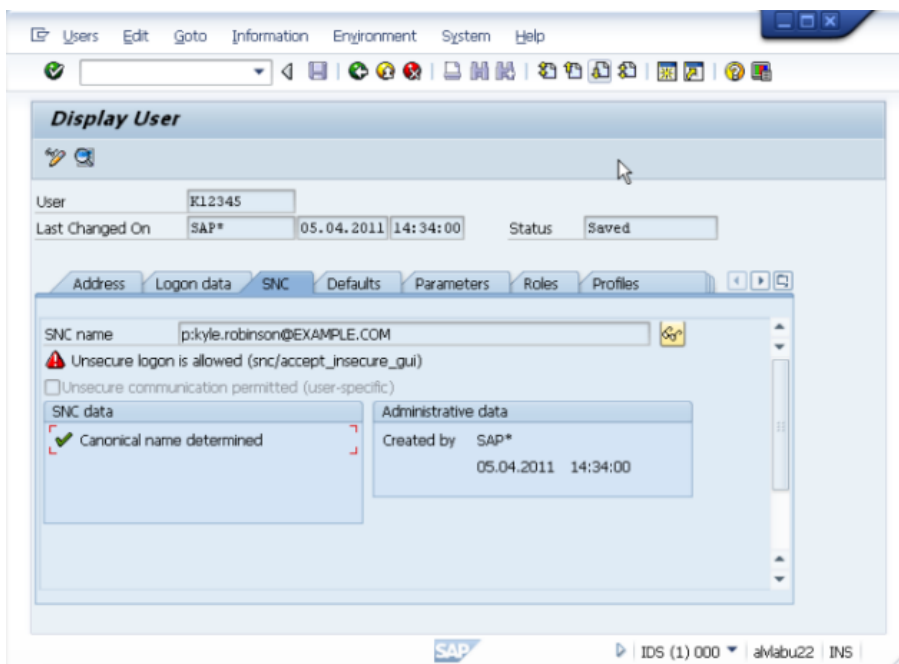 Users Edit Goto Information Environment System Help
Display User
User K12345
Last Changed On SAP* 05.04.2011 14:34:00 Status Saved
Address Logon data SNC Defaults Parameters Roles Profiles
SNC name p:kyle.robinson@EXAMPLE.COM
Unsecure logon is allowed (snc/accept_insecure_gui)
Unsecure communication permitted (user-specific)
SNC data Administrative data
Canonical name determined Created by SAP*
05.04.2011 14:34:00
SAP IDS (1) 000 alvlabu22 INS